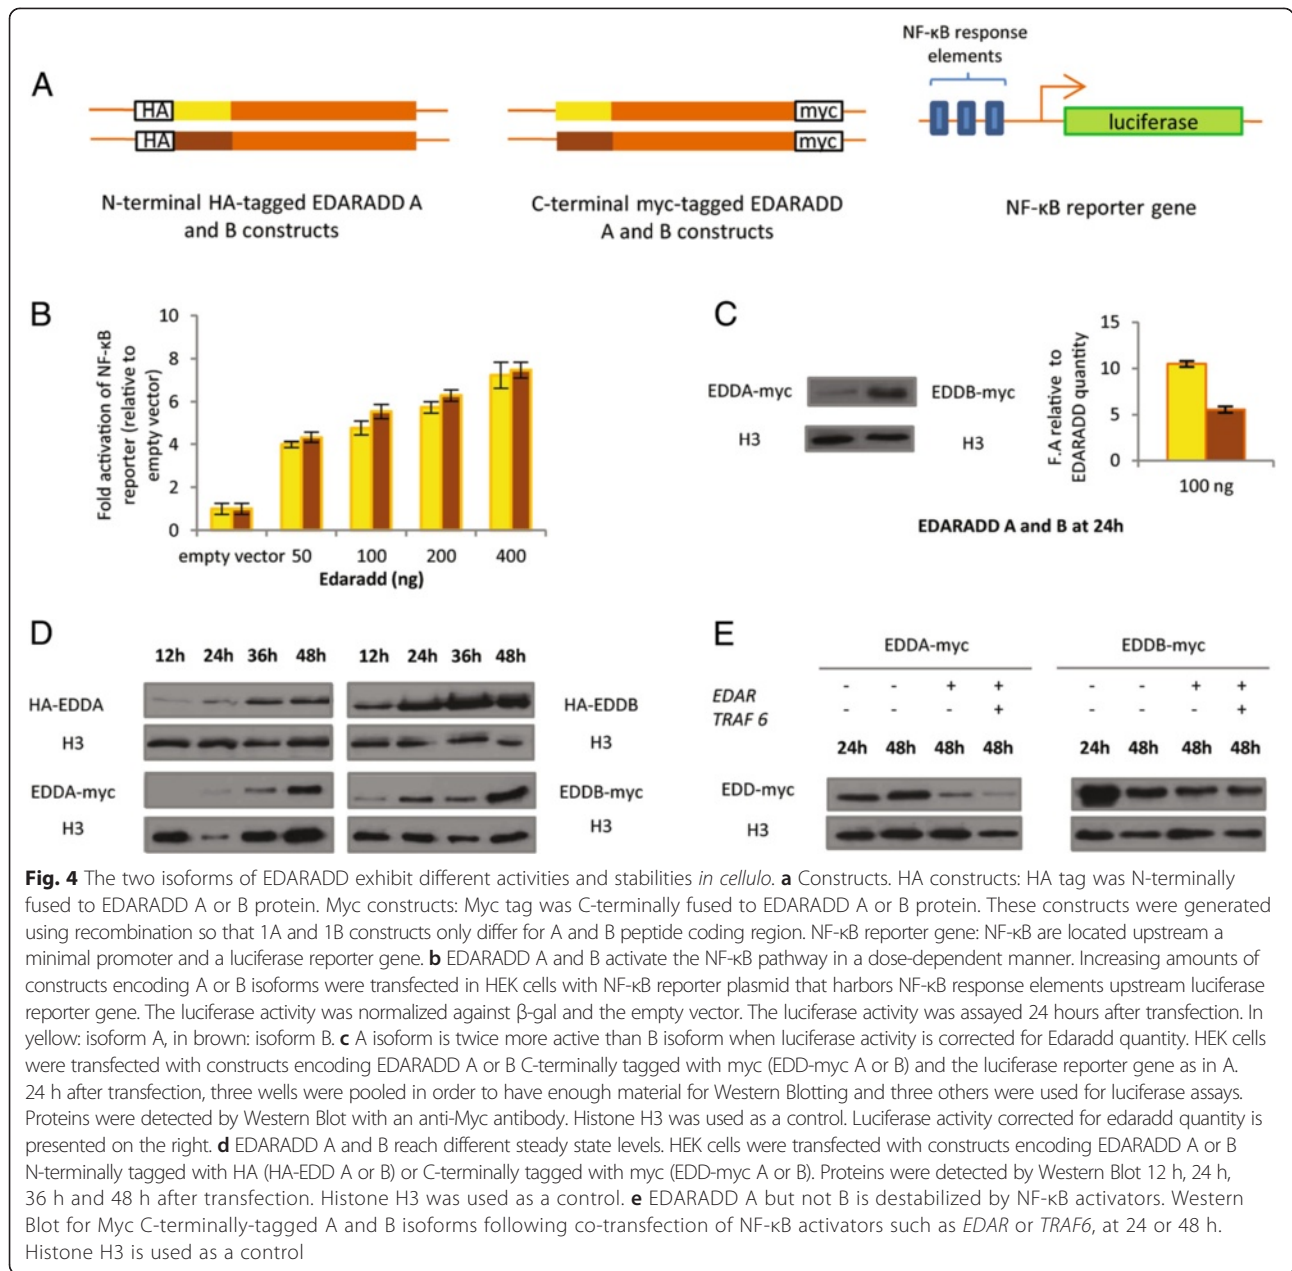 A
HA
HA
N-terminal HA-tagged EDARADD A
and B constructs
myc
myc
C-terminal myc-tagged EDARADD
A and B constructs
NF-κB response
elements
luciferase
NF-κB reporter gene
B
Fold activation of NF-κB
reporter (relative to
empty vector)
10
8
6
4
2
0
empty vector 50 100 200 400
Edaradd (ng)
C
EDDA-myc EDDB-myc
H3 H3
F.A relative to
EDARADD quantity
15
10
5
0
100 ng
EDARADD A and B at 24h
D
12h 24h 36h 48h 12h 24h 36h 48h
HA-EDDA HA-EDDB
H3 H3
EDDA-myc EDDB-myc
H3 H3
E
EDDA-myc EDDB-myc
EDAR - - + + - - + +
TRAF 6 - - - + - - - +
24h 48h 48h 48h 24h 48h 48h 48h
EDD-myc
H3
Fig. 4 The two isoforms of EDARADD exhibit different activities and stabilities in cellulo. a Constructs. HA constructs: HA tag was N-terminally
fused to EDARADD A or B protein. Myc constructs: Myc tag was C-terminally fused to EDARADD A or B protein. These constructs were generated
using recombination so that 1A and 1B constructs only differ for A and B peptide coding region. NF-κB reporter gene: NF-κB are located upstream a
minimal promoter and a luciferase reporter gene. b EDARADD A and B activate the NF-κB pathway in a dose-dependent manner. Increasing amounts of
constructs encoding A or B isoforms were transfected in HEK cells with NF-κB reporter plasmid that harbors NF-κB response elements upstream luciferase
reporter gene. The luciferase activity was normalized against β-gal and the empty vector. The luciferase activity was assayed 24 hours after transfection. In
yellow: isoform A, in brown: isoform B. c A isoform is twice more active than B isoform when luciferase activity is corrected for Edaradd quantity. HEK cells
were transfected with constructs encoding EDARADD A or B C-terminally tagged with myc (EDD-myc A or B) and the luciferase reporter gene as in A.
24 h after transfection, three wells were pooled in order to have enough material for Western Blotting and three others were used for luciferase assays.
Proteins were detected by Western Blot with an anti-Myc antibody. Histone H3 was used as a control. Luciferase activity corrected for edaradd quantity is
presented on the right. d EDARADD A and B reach different steady state levels. HEK cells were transfected with constructs encoding EDARADD A or B
N-terminally tagged with HA (HA-EDD A or B) or C-terminally tagged with myc (EDD-myc A or B). Proteins were detected by Western Blot 12 h, 24 h,
36 h and 48 h after transfection. Histone H3 was used as a control. e EDARADD A but not B is destabilized by NF-κB activators. Western
Blot for Myc C-terminally-tagged A and B isoforms following co-transfection of NF-κB activators such as EDAR or TRAF6, at 24 or 48 h.
Histone H3 is used as a control